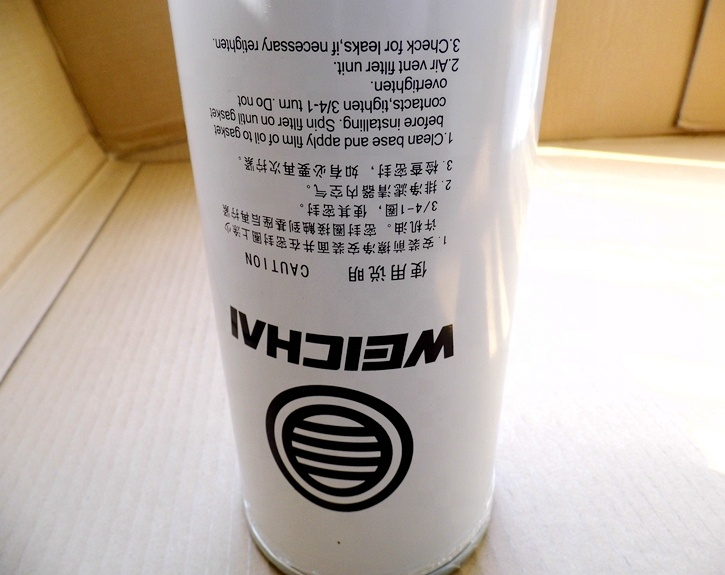 WEICHAI
使用说明 CAUTION
1. 安装前擦净安装面并在密封圈上涂少
许机油。密封圈接触到基座后再拧紧
3/4-1圈，使其密封。
2. 排净滤清器内空气。
3. 检查密封，如有必要再次拧紧。
1.Clean base and apply film of oil to gasket
before installing. Spin filter on until gasket
contacts,tighten 3/4-1 turn. Do not
overtighten.
2.Air vent filter unit.
3.Check for leaks,if necessary retighten.